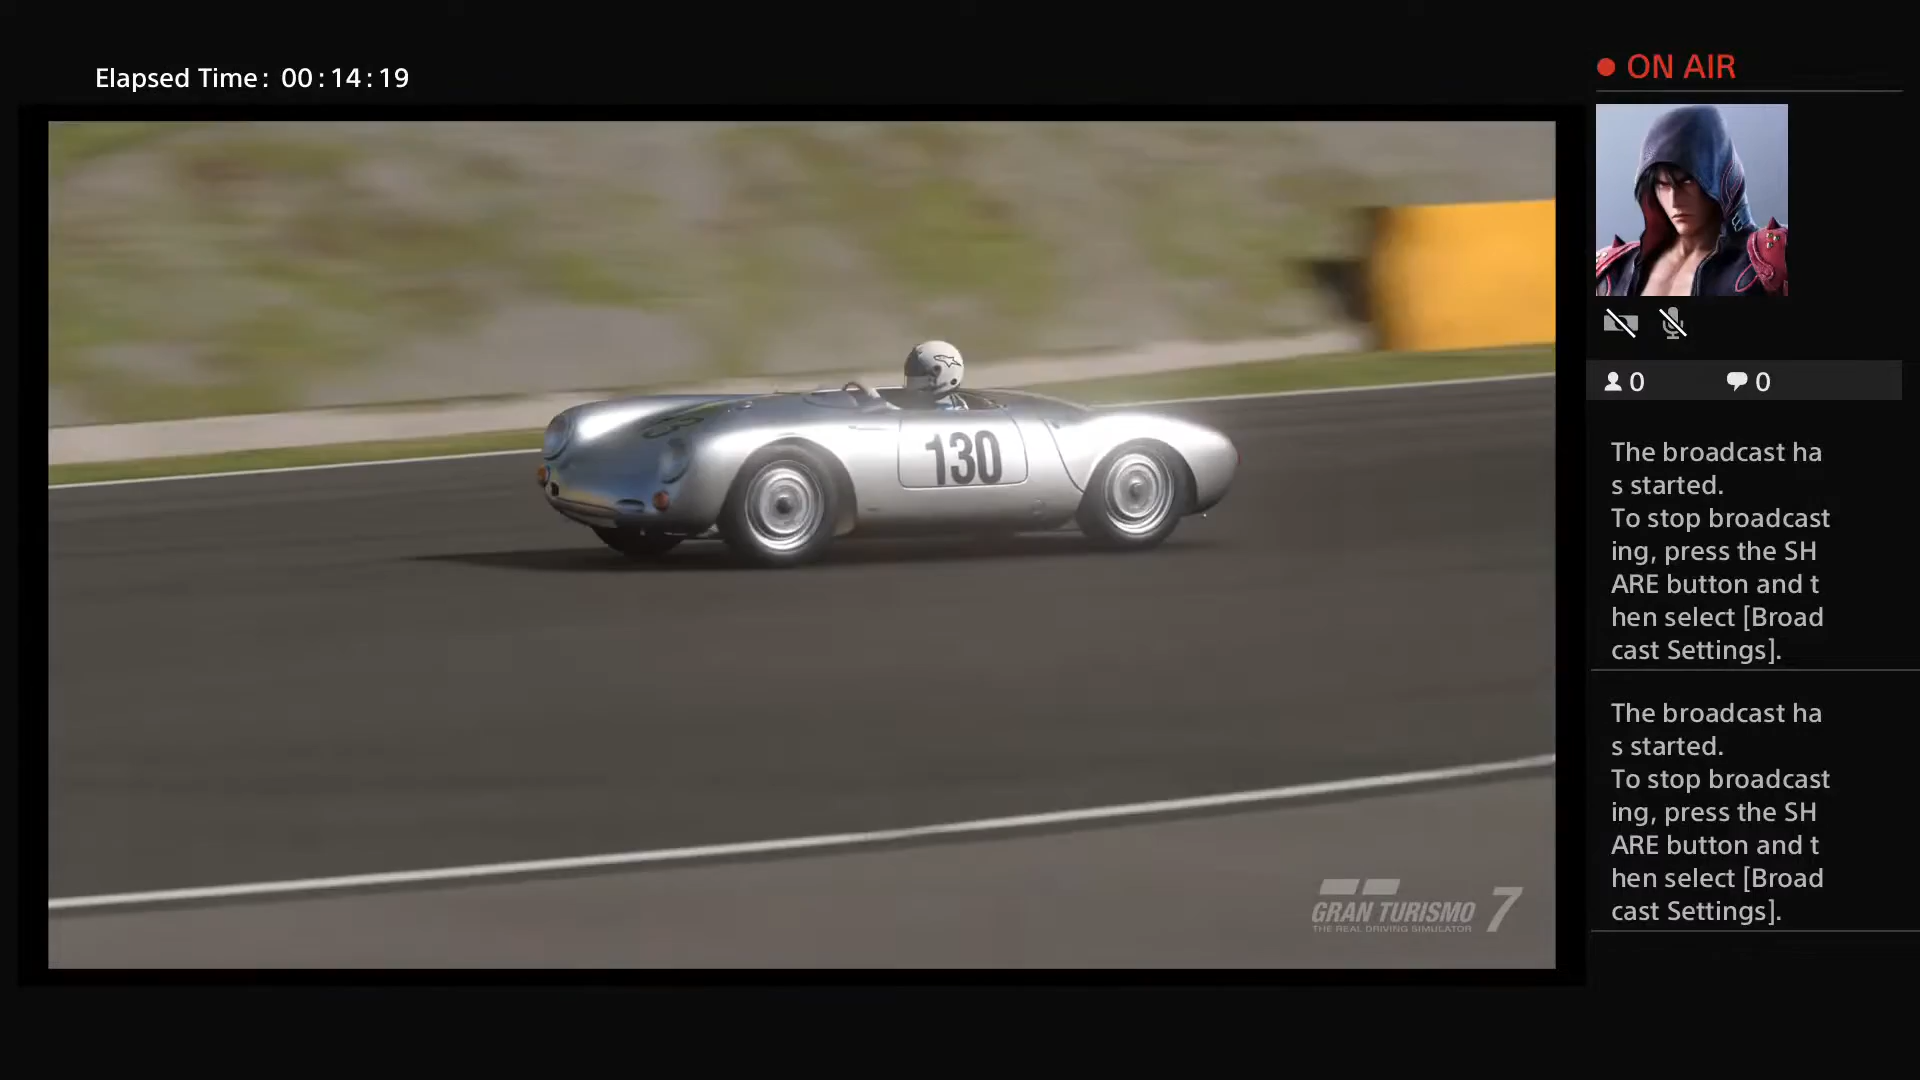 Elapsed Time: 00:14:19
ON AIR
0
0
130
The broadcast ha
s started.
To stop broadcast
ing, press the SH
ARE button and t
hen select [Broad
cast Settings].
The broadcast ha
s started.
To stop broadcast
ing, press the SH
ARE button and t
hen select [Broad
cast Settings].
GRAN TURISMO 7
THE REAL DRIVING SIMULATOR